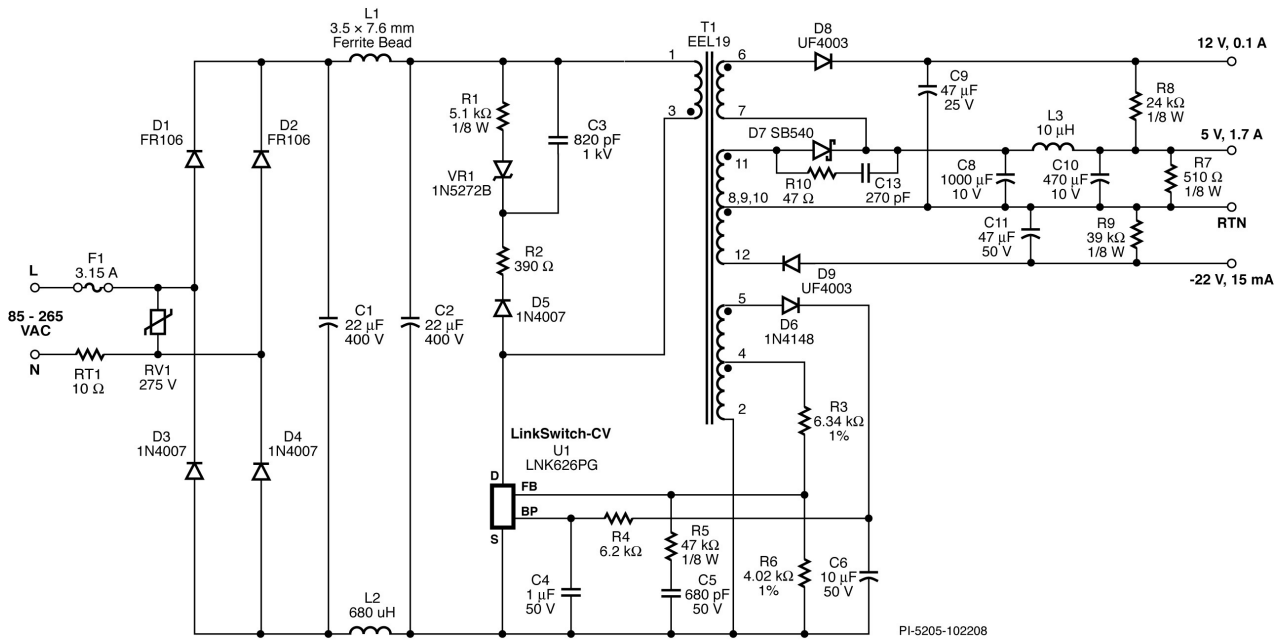 L1
3.5 × 7.6 mm
Ferrite Bead
T1
EEL19
D8
UF4003
12 V, 0.1 A
1
6
C9
47 µF
25 V
R8
24 kΩ
1/8 W
R1
5.1 kΩ
1/8 W
C3
820 pF
1 kV
3
7
D1
FR106
D2
FR106
D7 SB540
L3
10 µH
5 V, 1.7 A
11
VR1
1N5272B
R10
47 Ω
C13
270 pF
C8
1000 µF
10 V
C10
470 µF
10 V
R7
510 Ω
1/8 W
8,9,10
RTN
C11
47 µF
50 V
R9
39 kΩ
1/8 W
R2
390 Ω
12
D9
UF4003
-22 V, 15 mA
F1
3.15 A
L
85 - 265
VAC
N
RT1
10 Ω
RV1
275 V
C1
22 µF
400 V
C2
22 µF
400 V
D5
1N4007
5
D6
1N4148
4
2
R3
6.34 kΩ
1%
D3
1N4007
D4
1N4007
LinkSwitch-CV
U1
LNK626PG
D
FB
BP
S
R4
6.2 kΩ
R5
47 kΩ
1/8 W
C4
1 µF
50 V
C5
680 pF
50 V
R6
4.02 kΩ
1%
C6
10 µF
50 V
L2
680 uH
PI-5205-102208